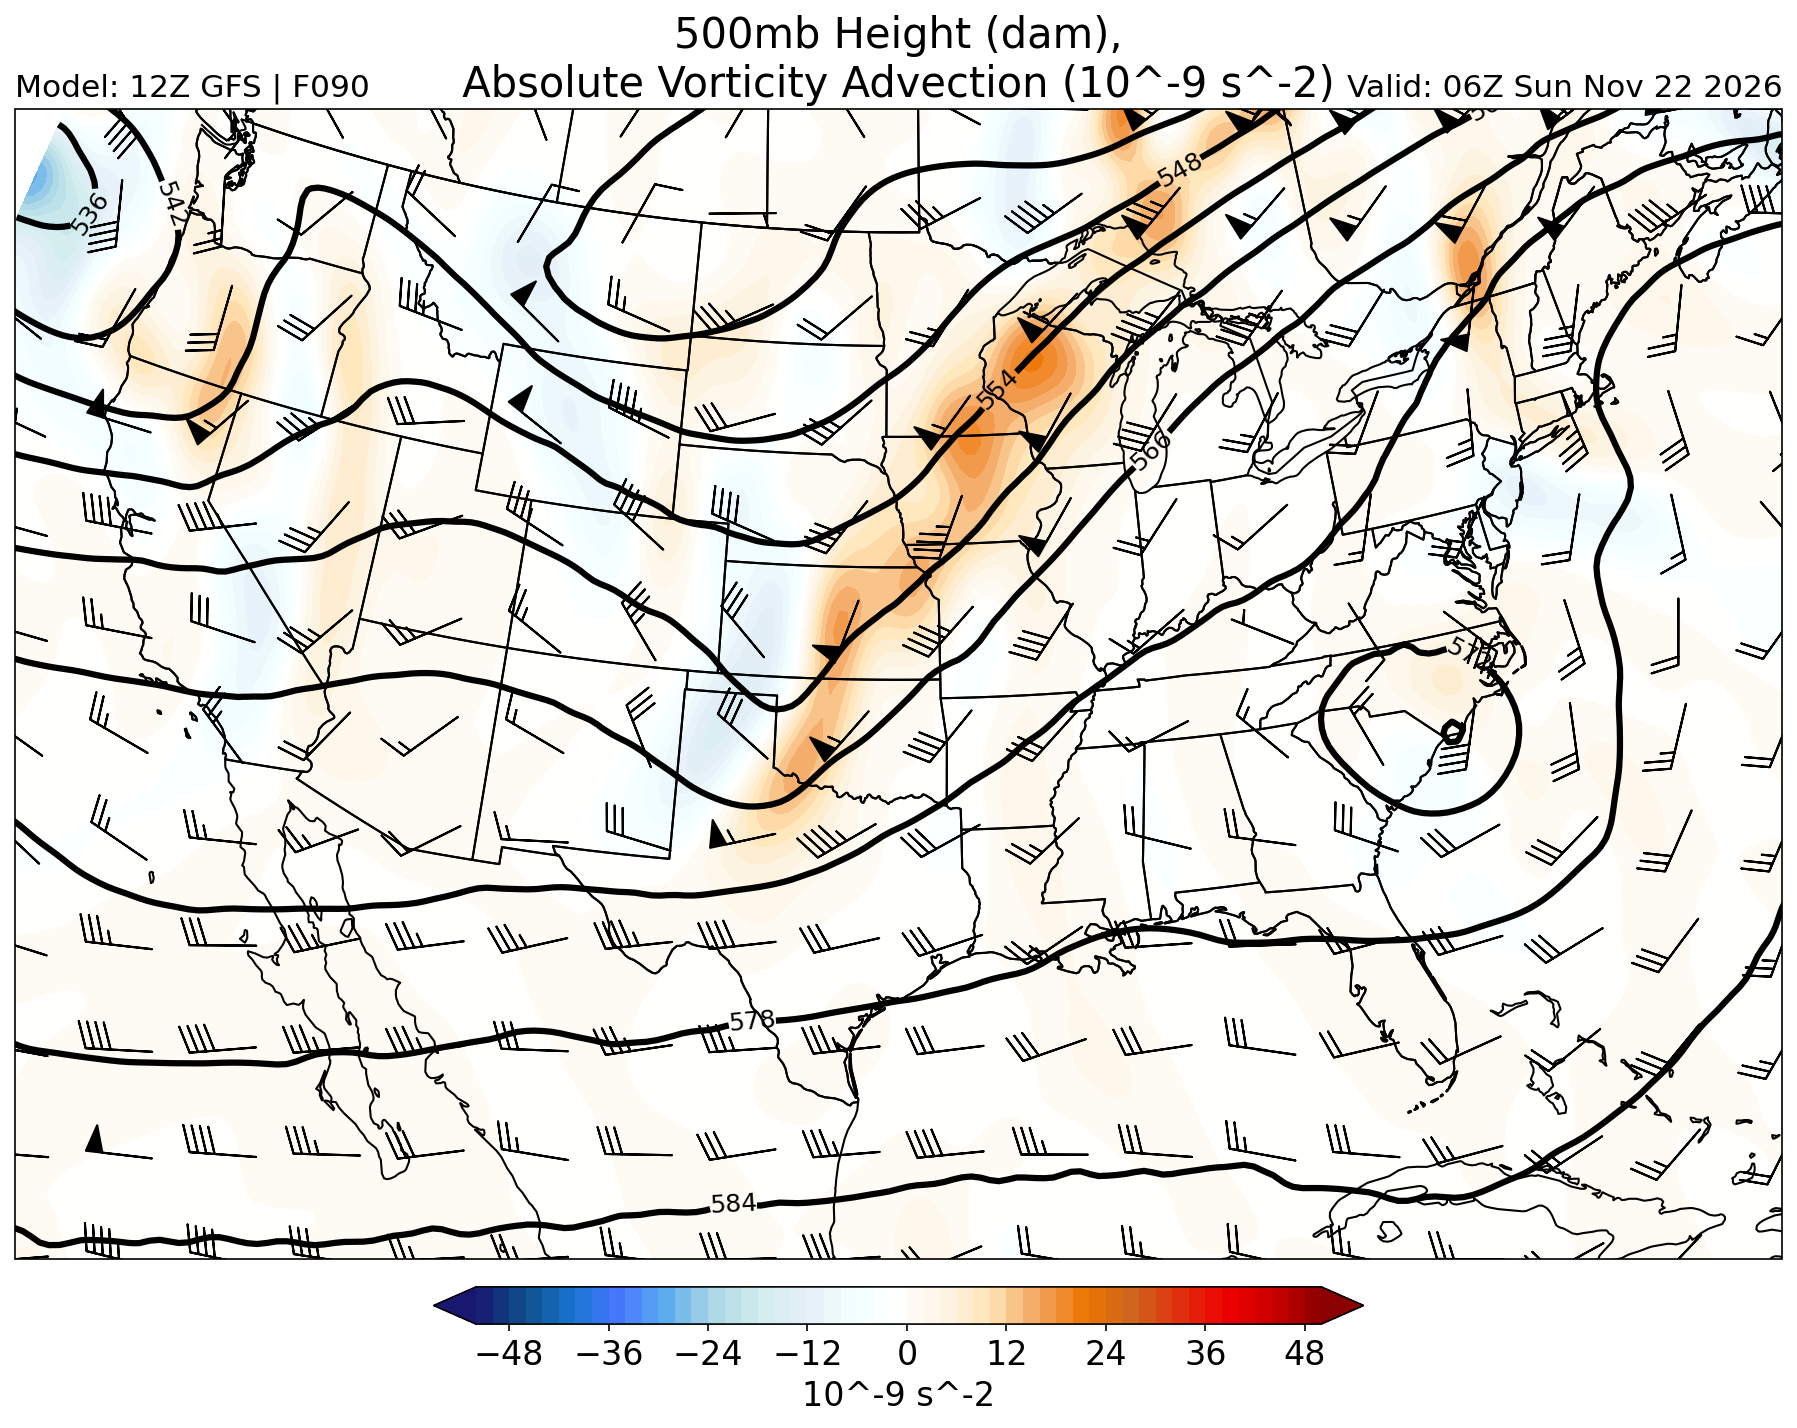 500mb Height (dam),
Model: 12Z GFS | F090
Absolute Vorticity Advection (10^-9 s^-2)
Valid: 06Z Sun Nov 22 2026
548
536
542
554
566
578
584
−48 −36 −24 −12 0 12 24 36 48
10^-9 s^-2